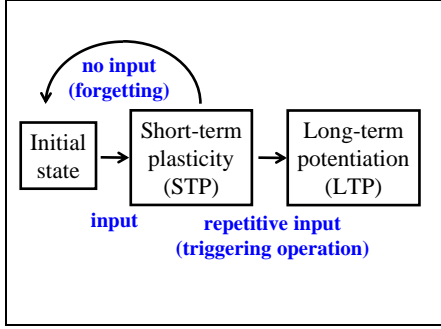 no input
(forgetting)
Initial
state
Short-term
plasticity
(STP)
Long-term
potentiation
(LTP)
input
repetitive input
(triggering operation)